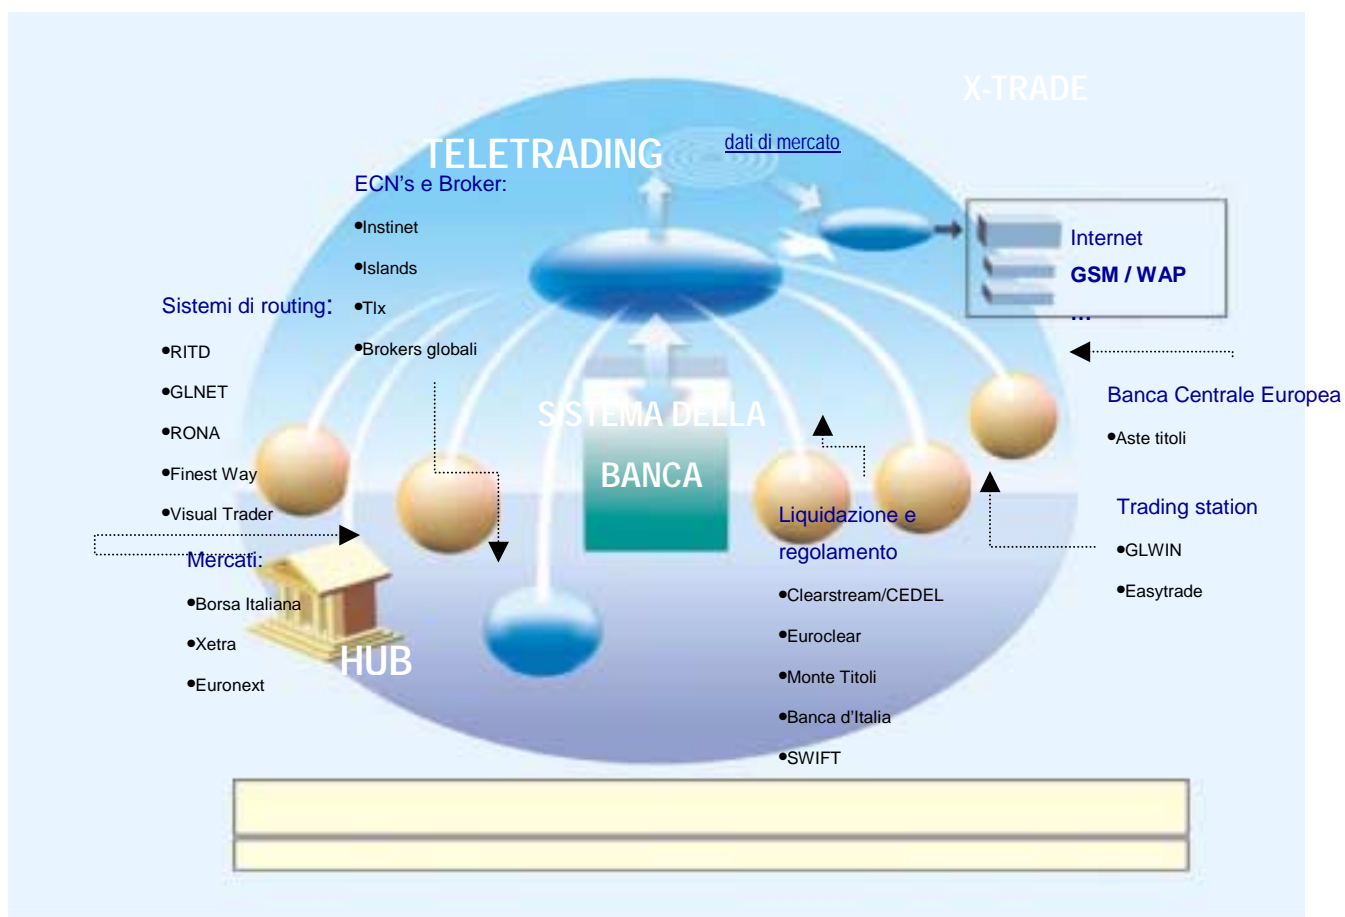 X-TRADE
TELETRADING
dati di mercato
ECN's e Broker:
•Instinet
•Islands
•Tlx
•Brokers globali
Internet
GSM / WAP
...
Sistemi di routing:
•RITD
•GLNET
•RONA
•Finest Way
•Visual Trader
SISTEMA DELLA
BANCA
Banca Centrale Europea
•Aste titoli
Trading station
•GLWIN
•Easytrade
Mercati:
•Borsa Italiana
•Xetra
•Euronext
HUB
Liquidazione e
regolamento
•Clearstream/CEDEL
•Euroclear
•Monte Titoli
•Banca d'Italia
•SWIFT